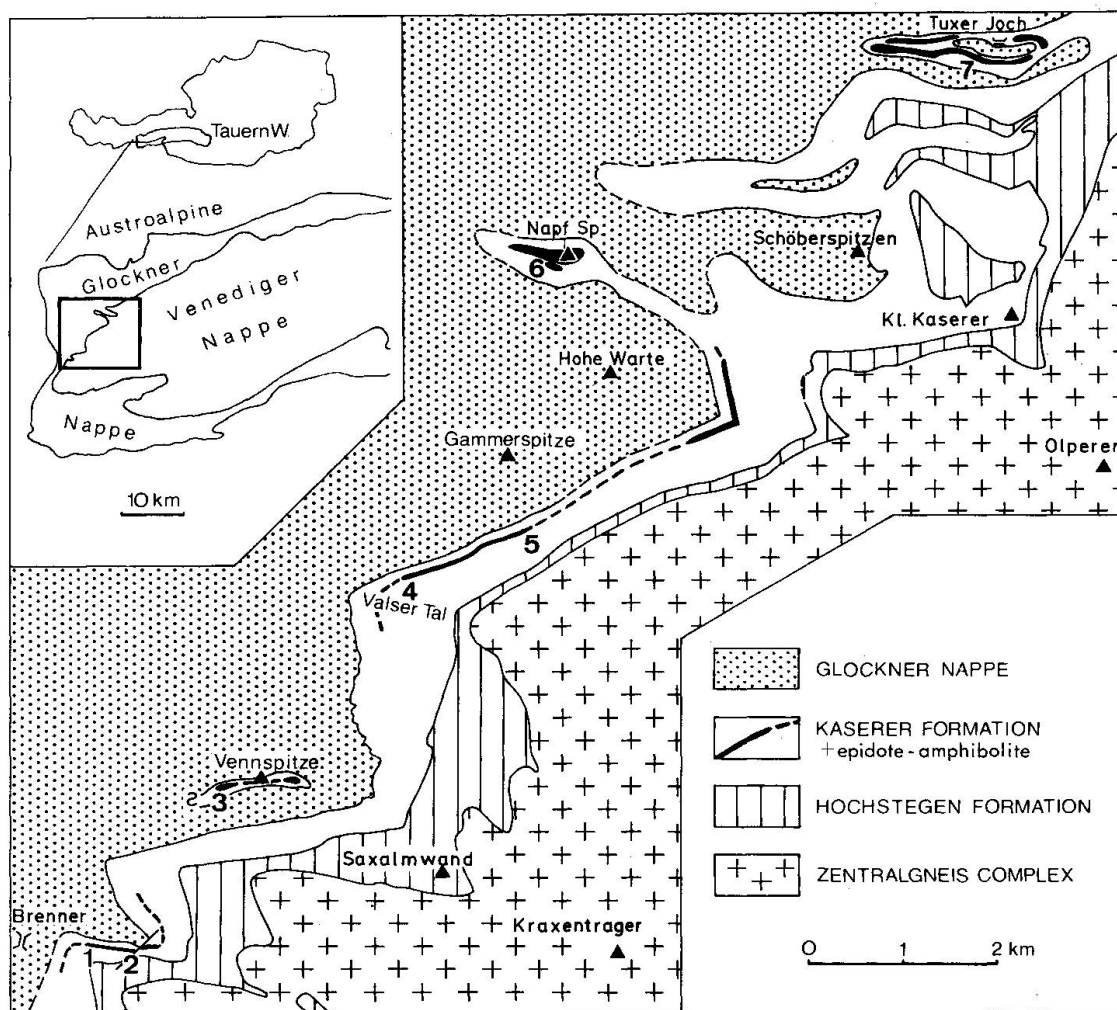 Tauern W.
Austroalpine
Glockner
Venediger
Nappe
Nappe
10 km
Tuxer Joch
7
Napf Sp.
6
Schöberspitzen
Kl. Kaserer
Hohe Warte
Gammerspitze
Olperer
5
4
Valser Tal
Vennspitze
3
Saxalmwand
Brenner
1
2
Kraxentrager
GLOCKNER NAPPE
KASERER FORMATION
+epidote-amphibolite
HOCHSTEGEN FORMATION
ZENTRALGNEIS COMPLEX
0 1 2 km